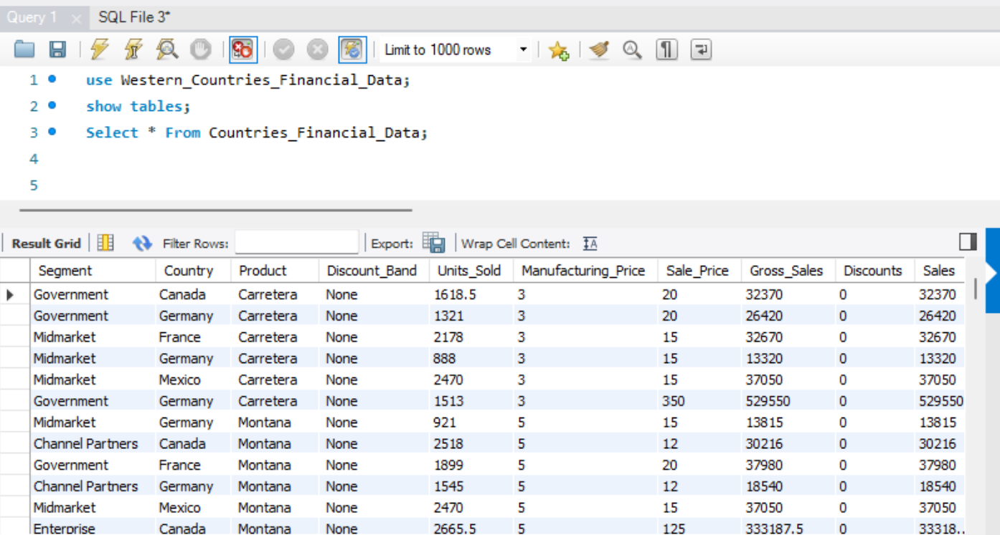 Query 1 × SQL File 3*
Limit to 1000 rows
1 use Western_Countries_Financial_Data;
2 show tables;
3 Select * From Countries_Financial_Data;
4
5
Result Grid Filter Rows: Export: Wrap Cell Content: IA
Segment Country Product Discount_Band Units_Sold Manufacturing_Price Sale_Price Gross_Sales Discounts Sales
Government Canada Carretera None 1618.5 3 20 32370 0 32370
Government Germany Carretera None 1321 3 20 26420 0 26420
Midmarket France Carretera None 2178 3 15 32670 0 32670
Midmarket Germany Carretera None 888 3 15 13320 0 13320
Midmarket Mexico Carretera None 2470 3 15 37050 0 37050
Government Germany Carretera None 1513 3 350 529550 0 529550
Midmarket Germany Montana None 921 5 15 13815 0 13815
Channel Partners Canada Montana None 2518 5 12 30216 0 30216
Government France Montana None 1899 5 20 37980 0 37980
Channel Partners Germany Montana None 1545 5 12 18540 0 18540
Midmarket Mexico Montana None 2470 5 15 37050 0 37050
Enterprise Canada Montana None 2665.5 5 125 333187.5 0 33318..